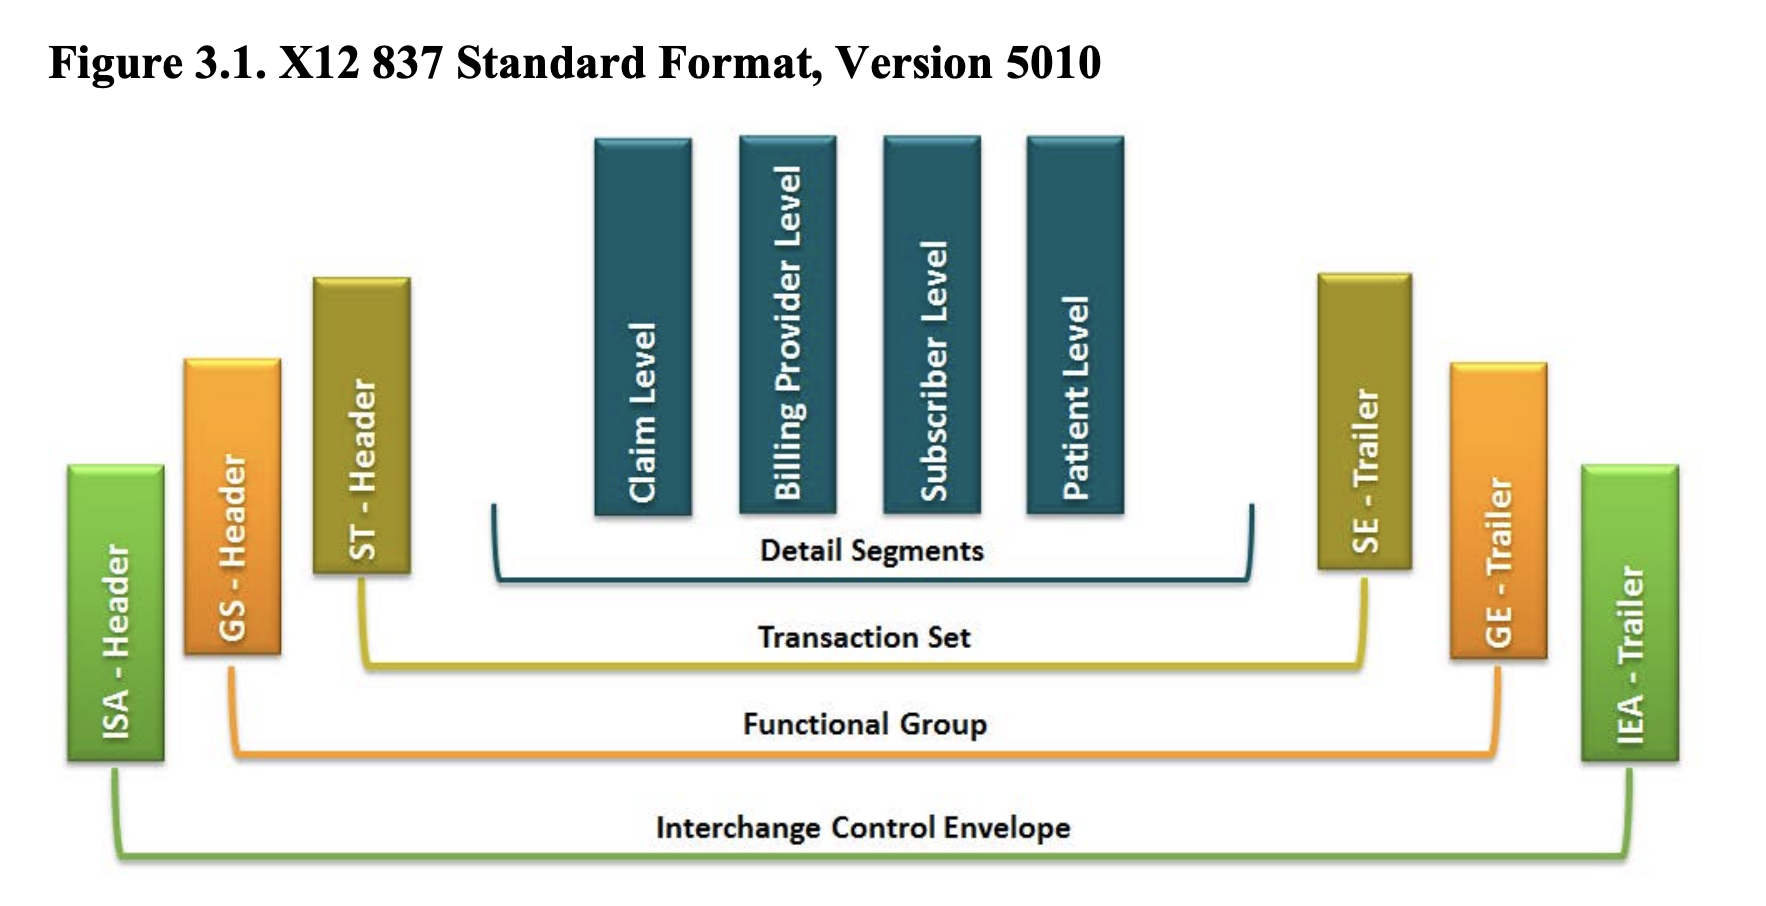 Figure 3.1. X12 837 Standard Format, Version 5010
ISA - Header
GS - Header
ST - Header
Claim Level
Billing Provider Level
Subscriber Level
Patient Level
SE - Trailer
GE - Trailer
IEA - Trailer
Detail Segments
Transaction Set
Functional Group
Interchange Control Envelope